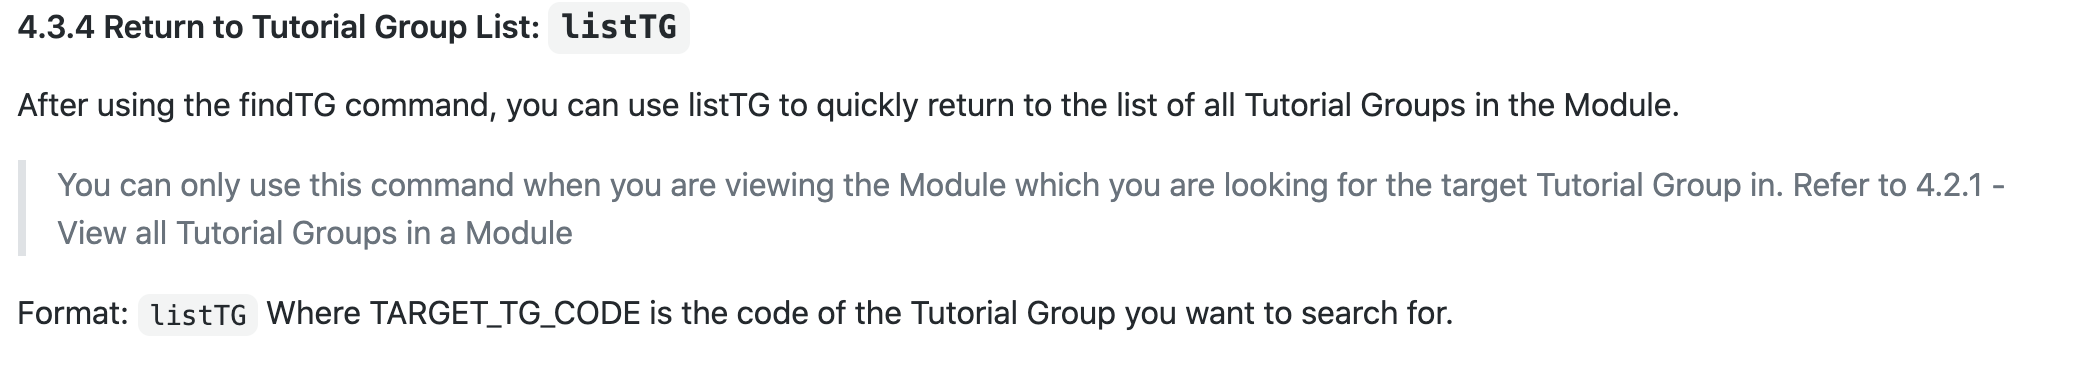 4.3.4 Return to Tutorial Group List: listTG
After using the findTG command, you can use listTG to quickly return to the list of all Tutorial Groups in the Module.
You can only use this command when you are viewing the Module which you are looking for the target Tutorial Group in. Refer to 4.2.1 -
View all Tutorial Groups in a Module
Format: listTG Where TARGET_TG_CODE is the code of the Tutorial Group you want to search for.